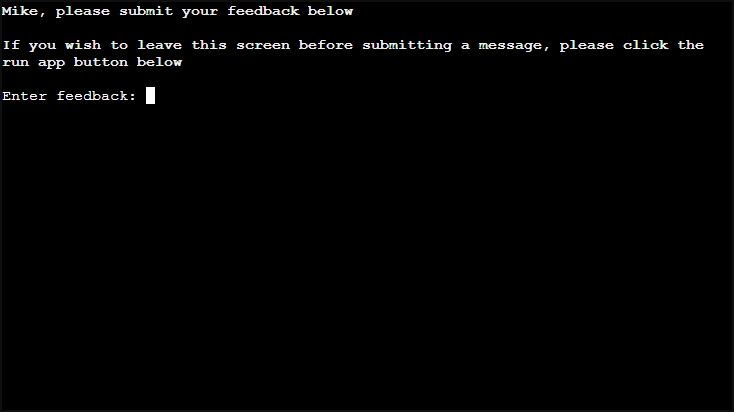 Mike, please submit your feedback below
If you wish to leave this screen before submitting a message, please click the
run app button below
Enter feedback: